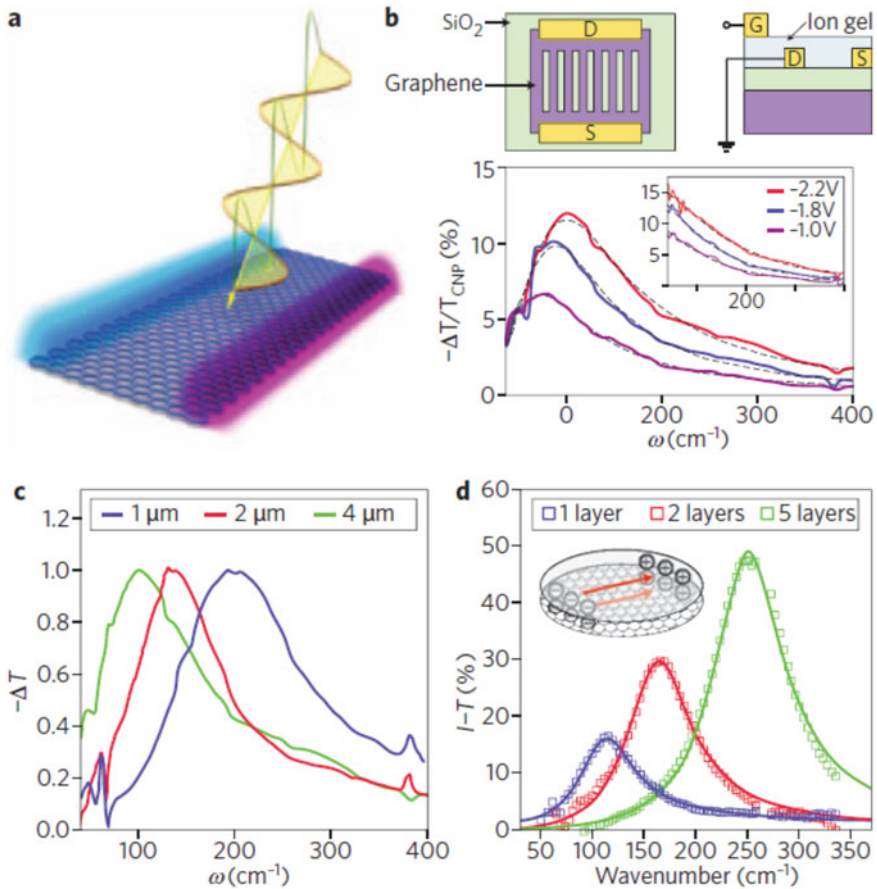 a
b
SiO2
Graphene
D
S
G
Ion gel
D
S
15
10
5
0
−ΔT/TCNP (%)
0
200
300
400
ω (cm−1)
−2.2V
−1.8V
−1.0V
15
10
5
200
c
1 μm
2 μm
4 μm
1.2
1.0
0.8
0.6
0.4
0.2
0.0
−ΔT
100
200
300
400
ω (cm−1)
d
1 layer
2 layers
5 layers
60
50
40
30
20
10
0
I−T (%)
50
100
150
200
250
300
350
Wavenumber (cm−1)